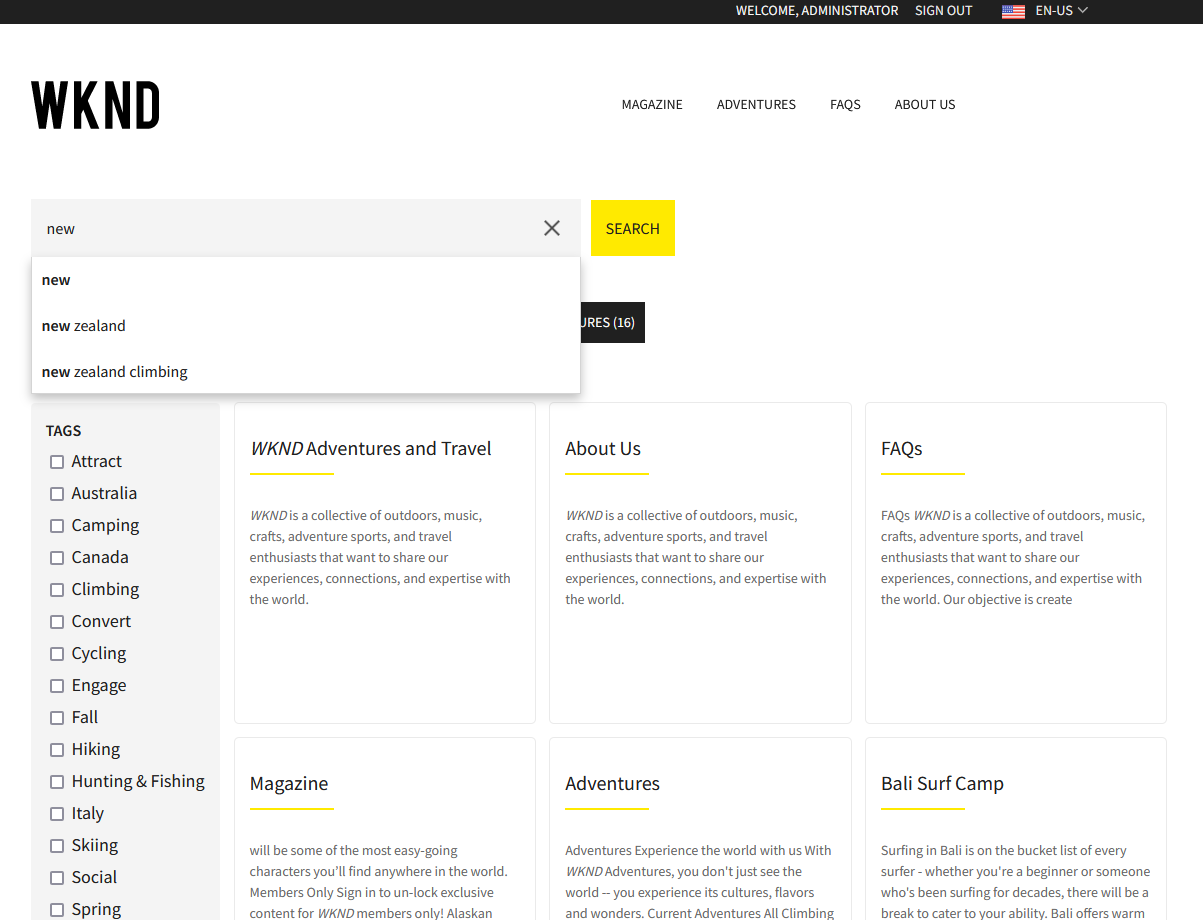 WELCOME, ADMINISTRATOR SIGN OUT EN-US
WKND
MAGAZINE ADVENTURES FAQS ABOUT US
new
SEARCH
new
new zealand
new zealand climbing
(16)
TAGS
Attract
Australia
Camping
Canada
Climbing
Convert
Cycling
Engage
Fall
Hiking
Hunting & Fishing
Italy
Skiing
Social
Spring
WKND Adventures and Travel
WKND is a collective of outdoors, music,
crafts, adventure sports, and travel
enthusiasts that want to share our
experiences, connections, and expertise with
the world.
About Us
WKND is a collective of outdoors, music,
crafts, adventure sports, and travel
enthusiasts that want to share our
experiences, connections, and expertise with
the world.
FAQs
FAQs WKND is a collective of outdoors, music,
crafts, adventure sports, and travel
enthusiasts that want to share our
experiences, connections, and expertise with
the world. Our objective is create
Magazine
will be some of the most easy-going
characters you’ll find anywhere in the world.
Members Only Sign in to un-lock exclusive
content for WKND members only! Alaskan
Adventures
Adventures Experience the world with us With
WKND Adventures, you don't just see the
world -- you experience its cultures, flavors
and wonders. Current Adventures All Climbing
Bali Surf Camp
Surfing in Bali is on the bucket list of every
surfer - whether you're a beginner or someone
who's been surfing for decades, there will be a
break to cater to your ability. Bali offers warm